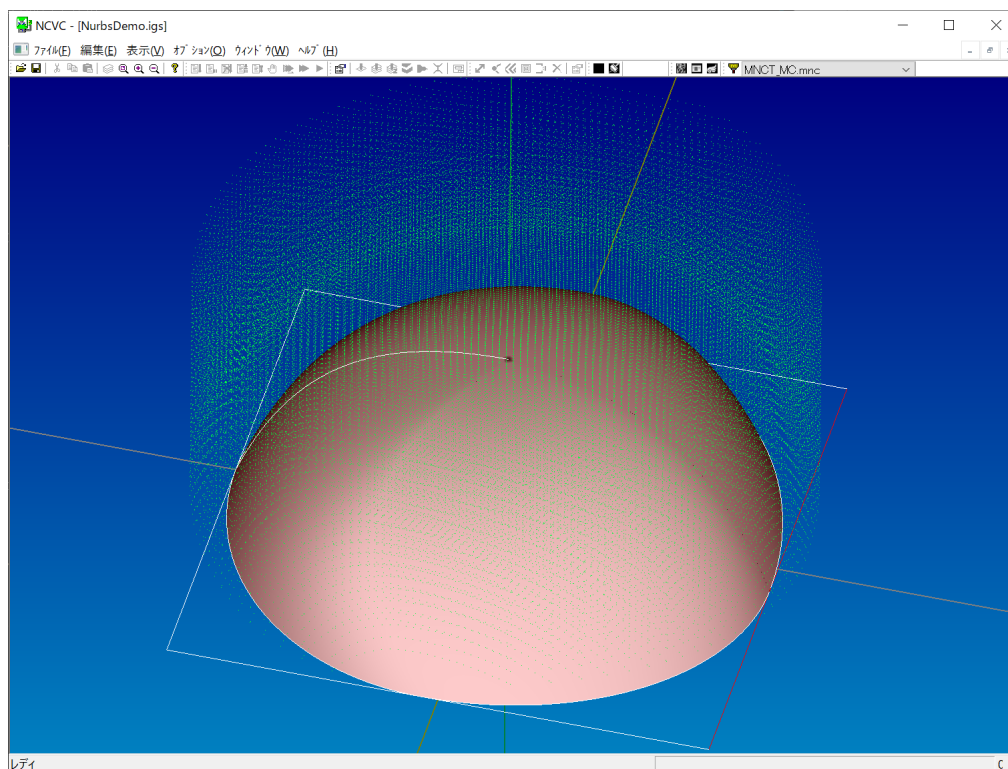 NCVC - [NurbsDemo.igs]
ファイル(F) 編集(E) 表示(V) オプション(O) ウィンドウ(W) ヘルプ(H)
MNCT_MC.mnc
レディ